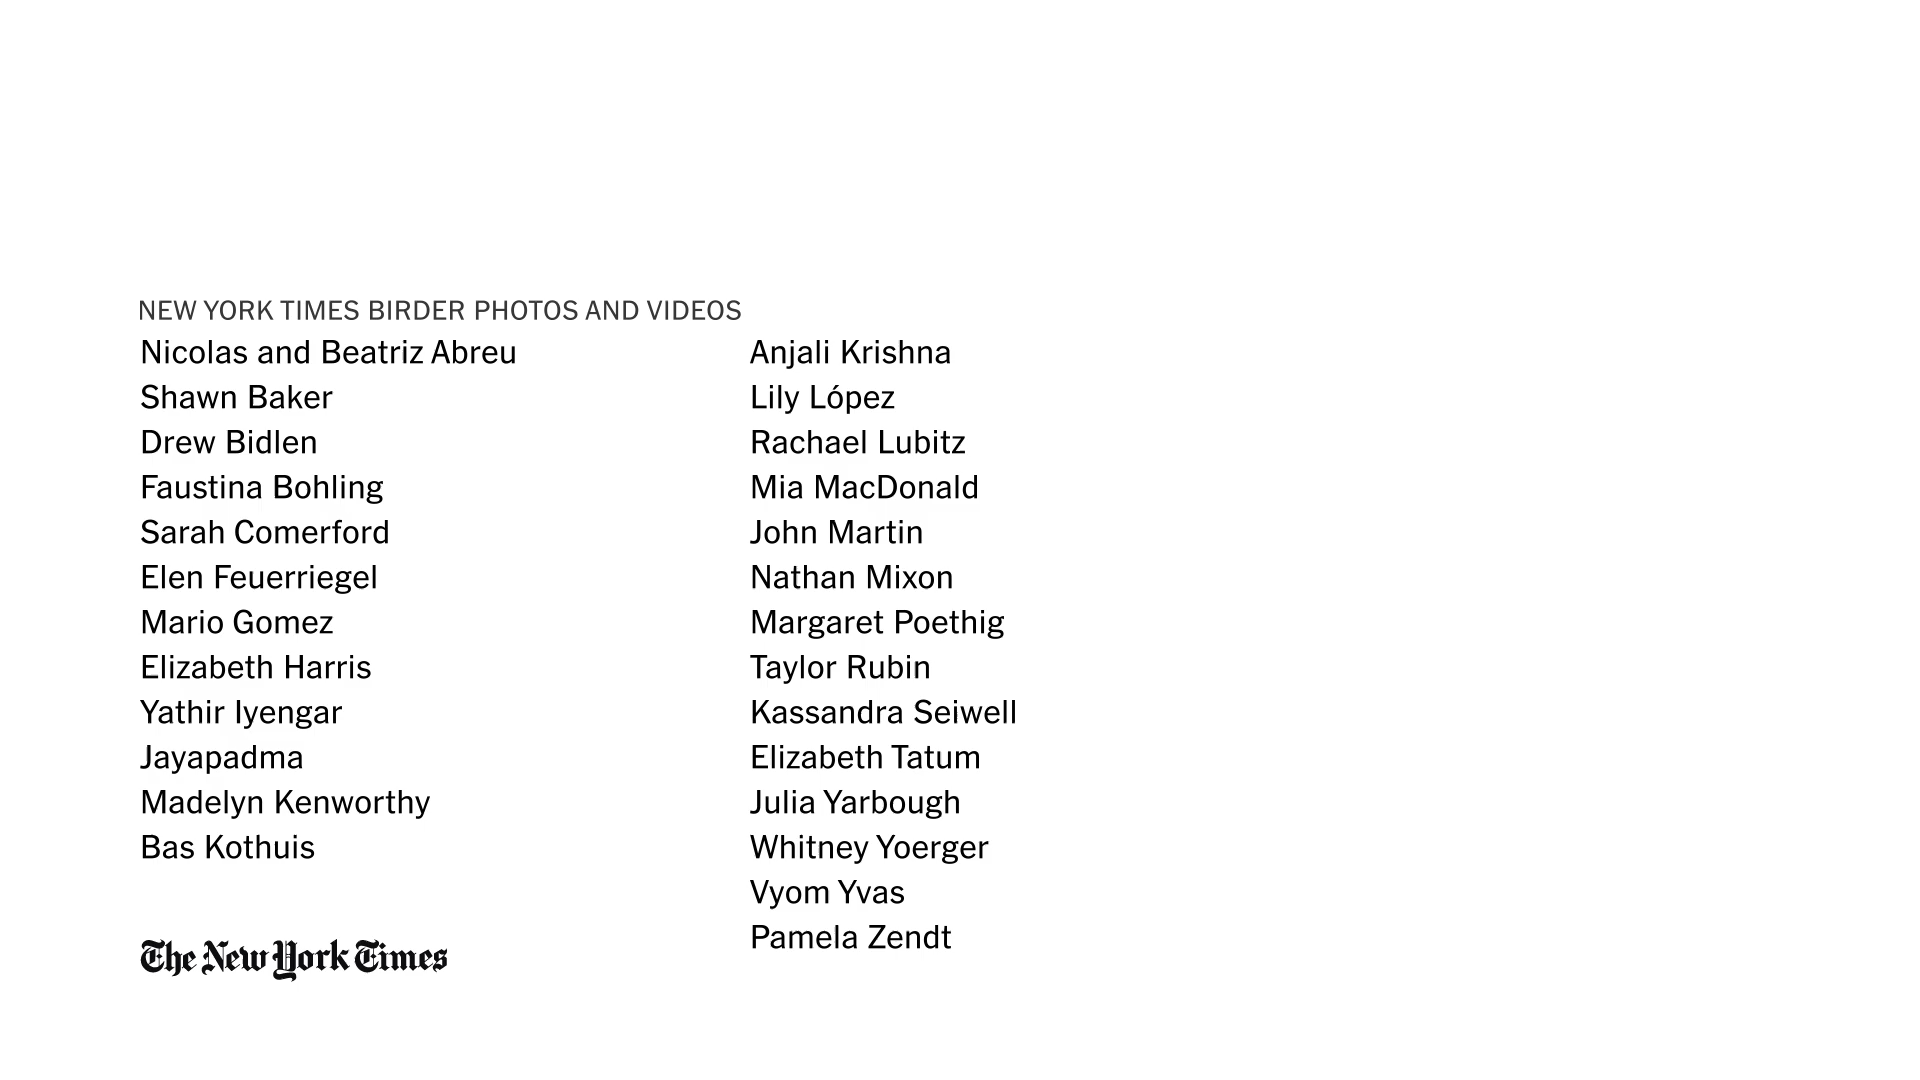 NEW YORK TIMES BIRDER PHOTOS AND VIDEOS
Nicolas and Beatriz Abreu
Shawn Baker
Drew Bidlen
Faustina Bohling
Sarah Comerford
Elen Feuerriegel
Mario Gomez
Elizabeth Harris
Yathir Iyengar
Jayapadma
Madelyn Kenworthy
Bas Kothuis
Anjali Krishna
Lily López
Rachael Lubitz
Mia MacDonald
John Martin
Nathan Mixon
Margaret Poethig
Taylor Rubin
Kassandra Seiwell
Elizabeth Tatum
Julia Yarbough
Whitney Yoerger
Vyom Yvas
Pamela Zendt
The New York Times